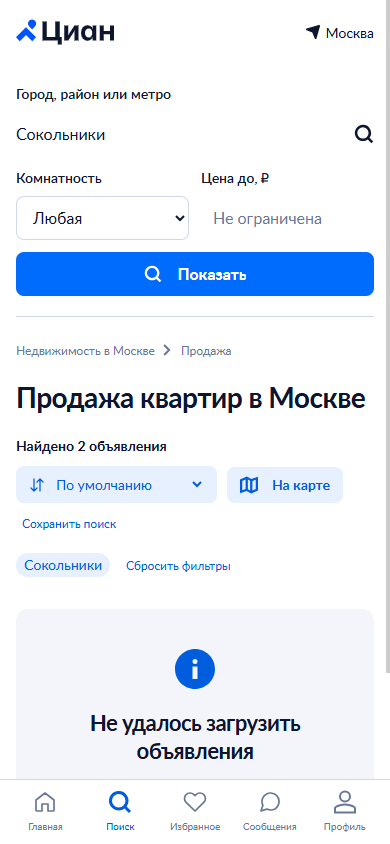 Циан
Москва
Город, район или метро
Сокольники
Комнатность
Цена до, ₽
Любая
Не ограничена
Показать
Недвижимость в Москве
Продажа
Продажа квартир в Москве
Найдено 2 объявления
По умолчанию
На карте
Сохранить поиск
Сокольники
Сбросить фильтры
Не удалось загрузить
объявления
Главная
Поиск
Избранное
Сообщения
Профиль